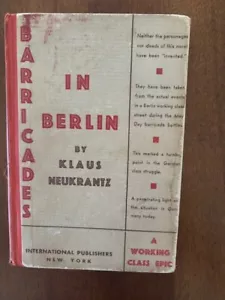 BARRICADES
IN
BERLIN
BY
KLAUS
NEUKRANTZ
INTERNATIONAL PUBLISHERS
NEW YORK
Neither the personages
nor deeds of this novel
have been "invented."
They have been taken
from the actual events
in a Berlin working class
street during the May
Day barricade battles.
This marked a turning
point in the German
class struggle.
A penetrating light on
the situation in Ger-
many today.
A
WORKING
CLASS EPIC